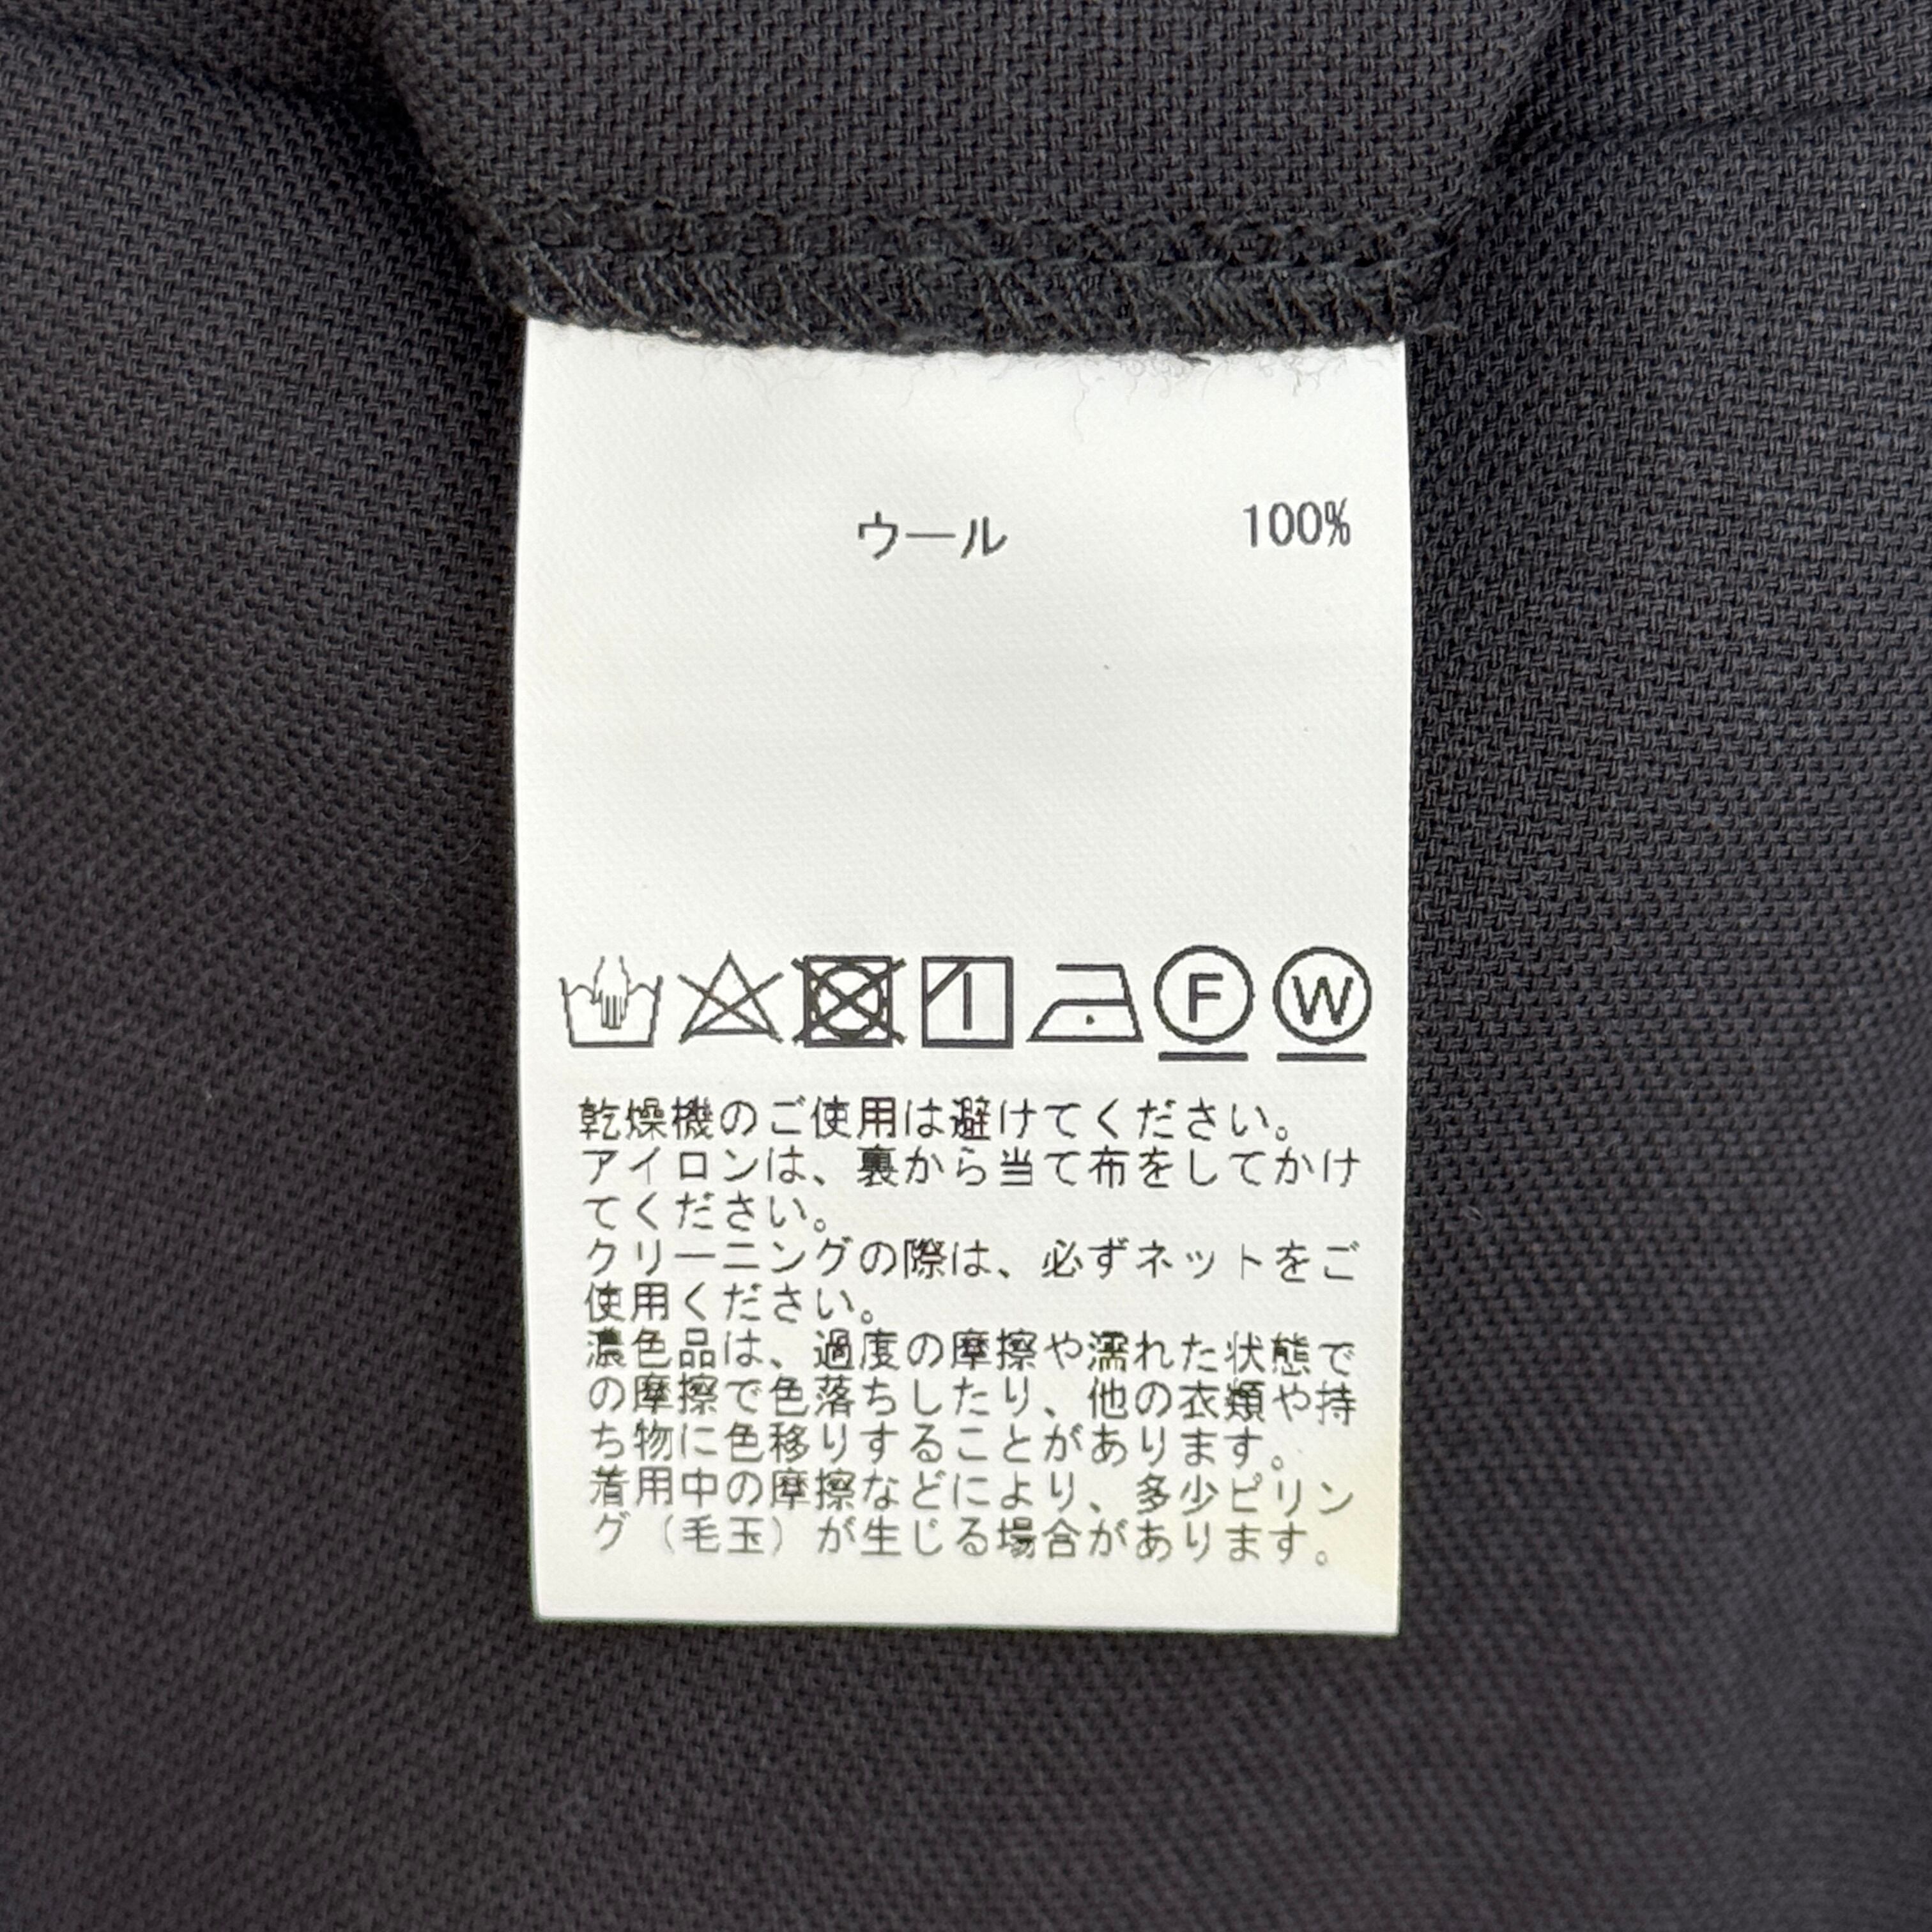 ウール 100%
F W
乾燥機のご使用は避けてください。
アイロンは、裏から当て布をしてかけ
てください。
クリーニングの際は、必ずネットをご
使用ください。
濃色品は、過度の摩擦や濡れた状態で
の摩擦で色落ちしたり、他の衣類や持
ち物に色移りすることがあります。
着用中の摩擦などにより、多少ピリン
グ（毛玉）が生じる場合があります。